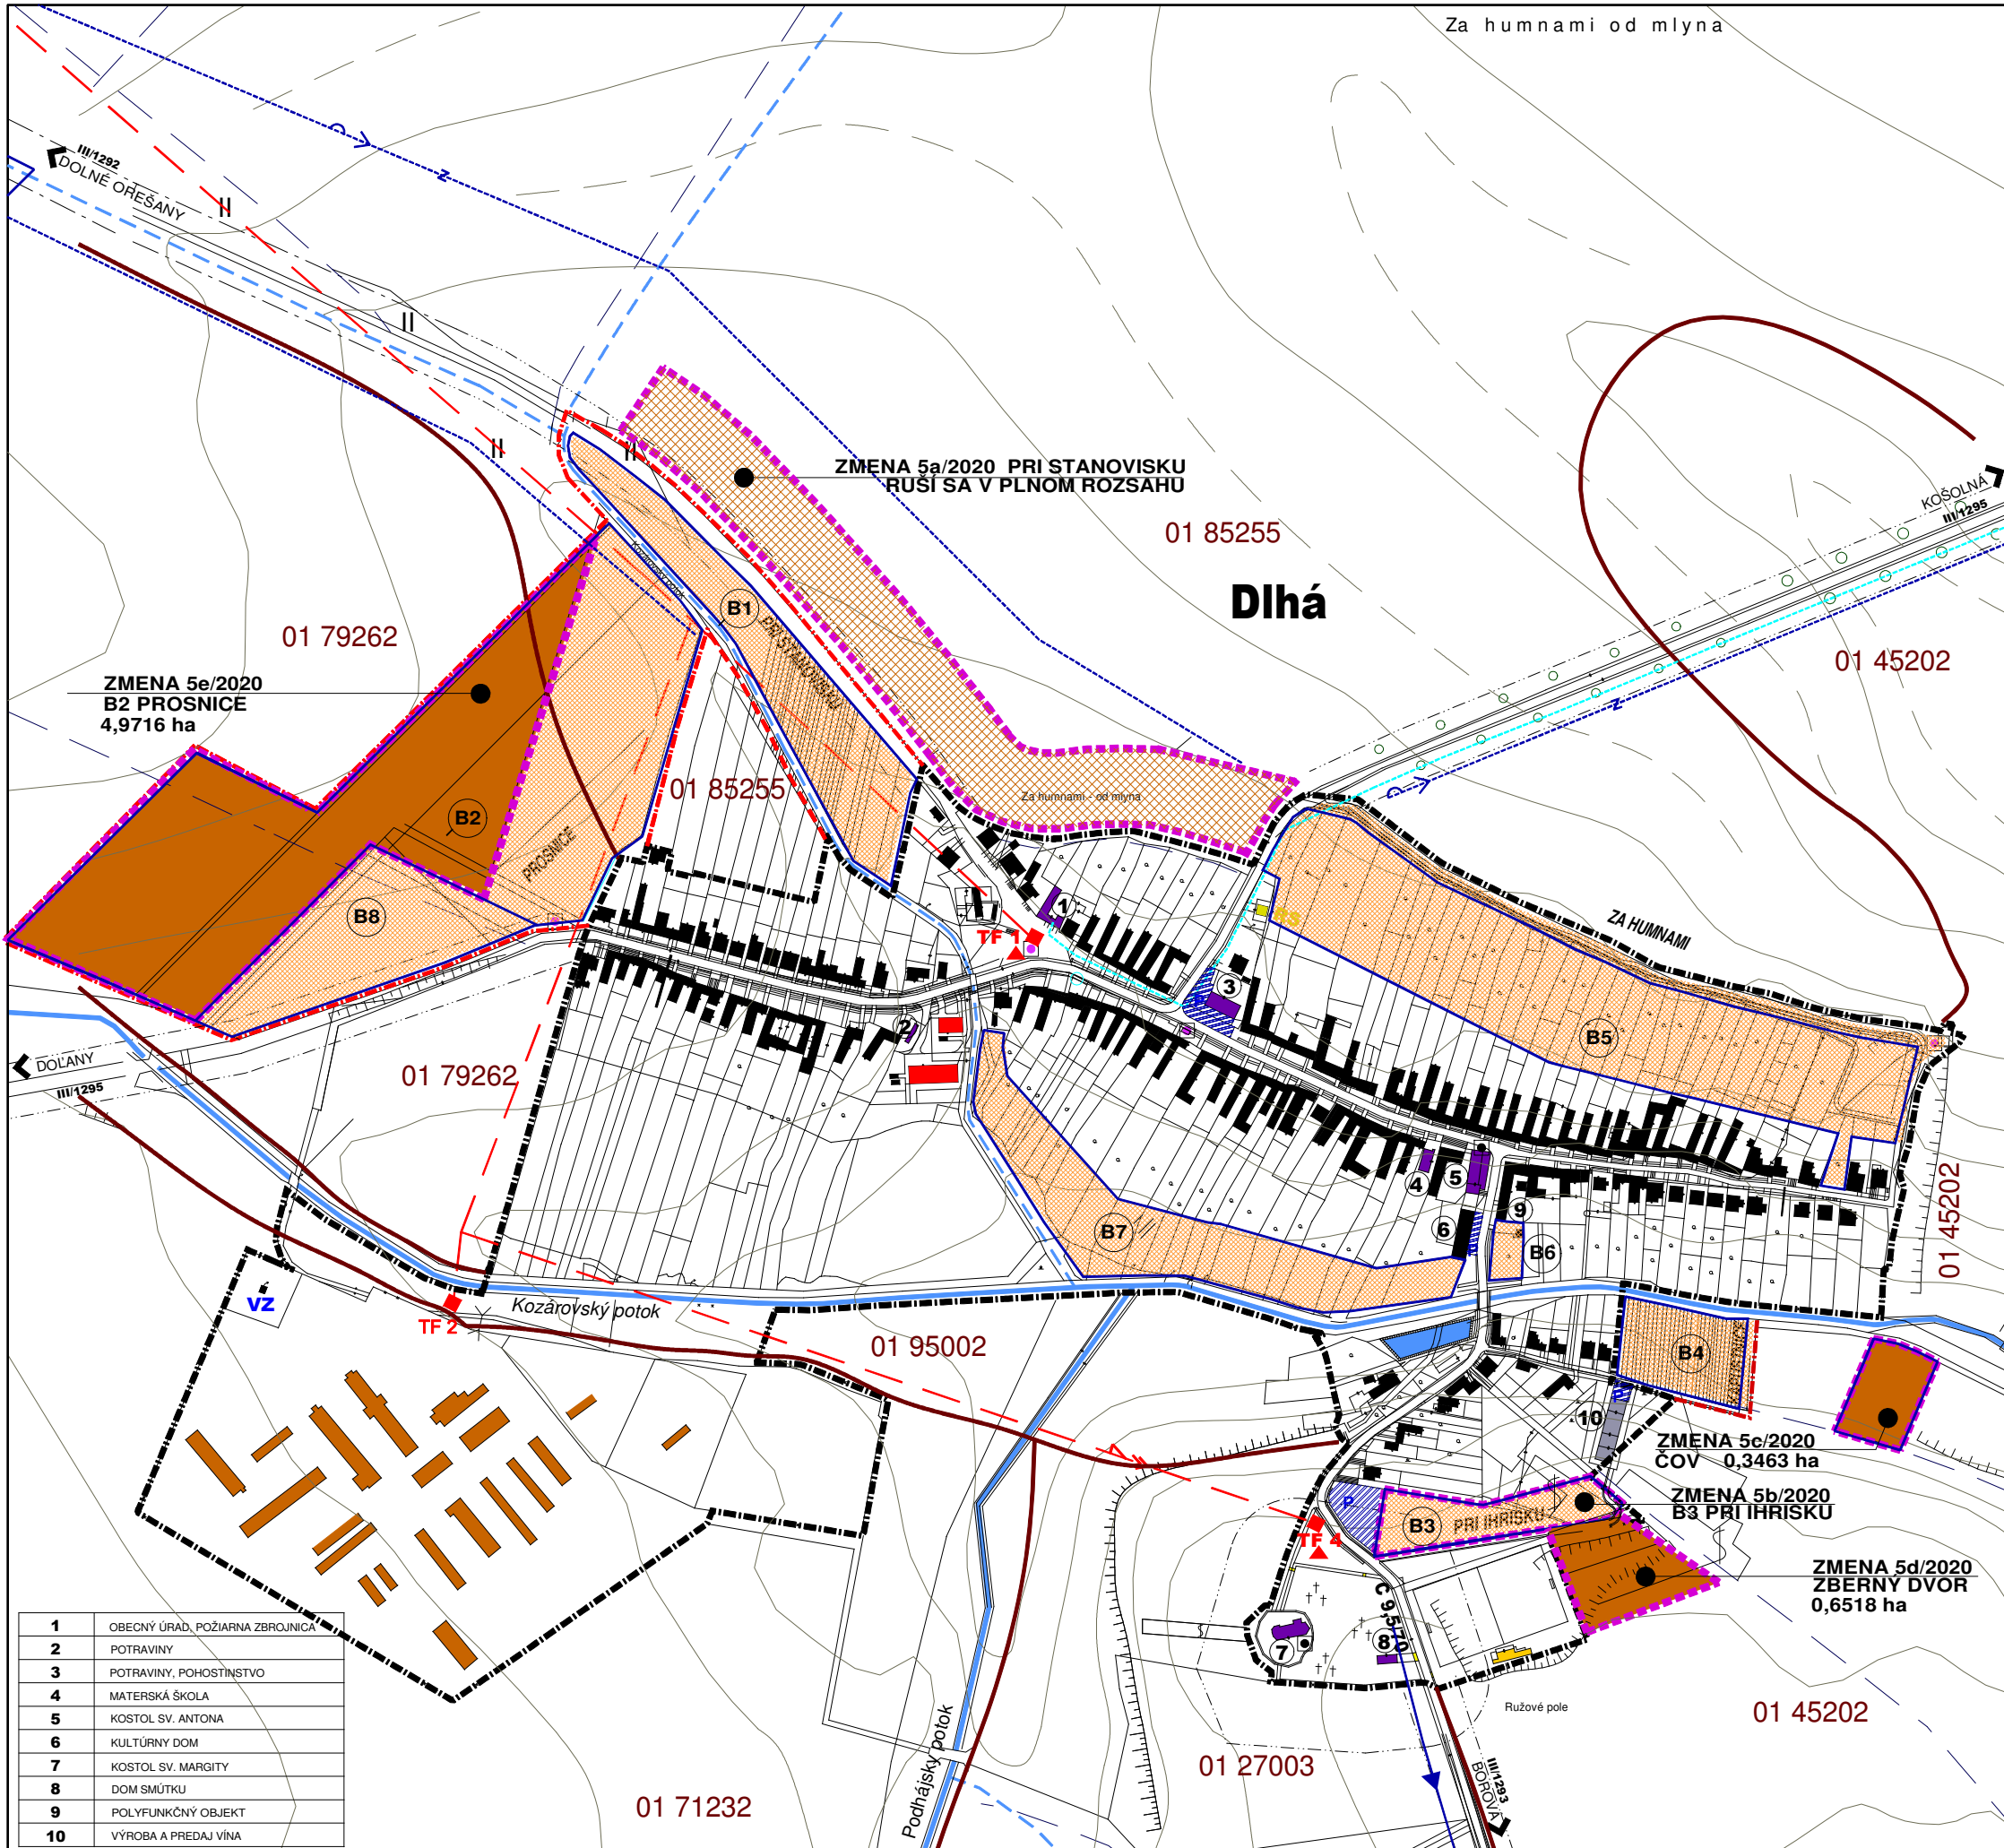 Za humnami od mlyna
III/1292
DOLNÉ OREŠANY
ZMENA 5a/2020 PRI STANOVISKU
RUŠÍ SA V PLNOM ROZSAHU
01 85255
Dlhá
KOŠOLNÁ
III/1295
Kozárovský potok
B1
PRI STANOVISKU
01 79262
01 45202
ZMENA 5e/2020
B2 PROSNICE
4,9716 ha
01 85255
Za humnami - od mlyna
B2
PROSNICE
B8
1
TF 1
RS
ZA HUMNAMI
3
P
2
B5
DOĽANY
III/1295
01 79262
4
5
6
P
9
B6
B7
01 45202
VZ
TF 2
Kozárovský potok
01 95002
B4
P
10
ZMENA 5c/2020
ČOV 0,3463 ha
ZMENA 5b/2020
B3 PRI IHRISKU
P
B3
PRI IHRISKU
TF 4
ZMENA 5d/2020
ZBERNÝ DVOR
0,6518 ha
C 9,5/70
7
8
Ružové pole
01 45202
01 27003
III/1293
BOROVÁ
Podhájsky potok
01 71232
1 OBECNÝ ÚRAD, POŽIARNA ZBROJNICA
2 POTRAVINY
3 POTRAVINY, POHOSTINSTVO
4 MATERSKÁ ŠKOLA
5 KOSTOL SV. ANTONA
6 KULTÚRNY DOM
7 KOSTOL SV. MARGITY
8 DOM SMÚTKU
9 POLYFUNKČNÝ OBJEKT
10 VÝROBA A PREDAJ VÍNA